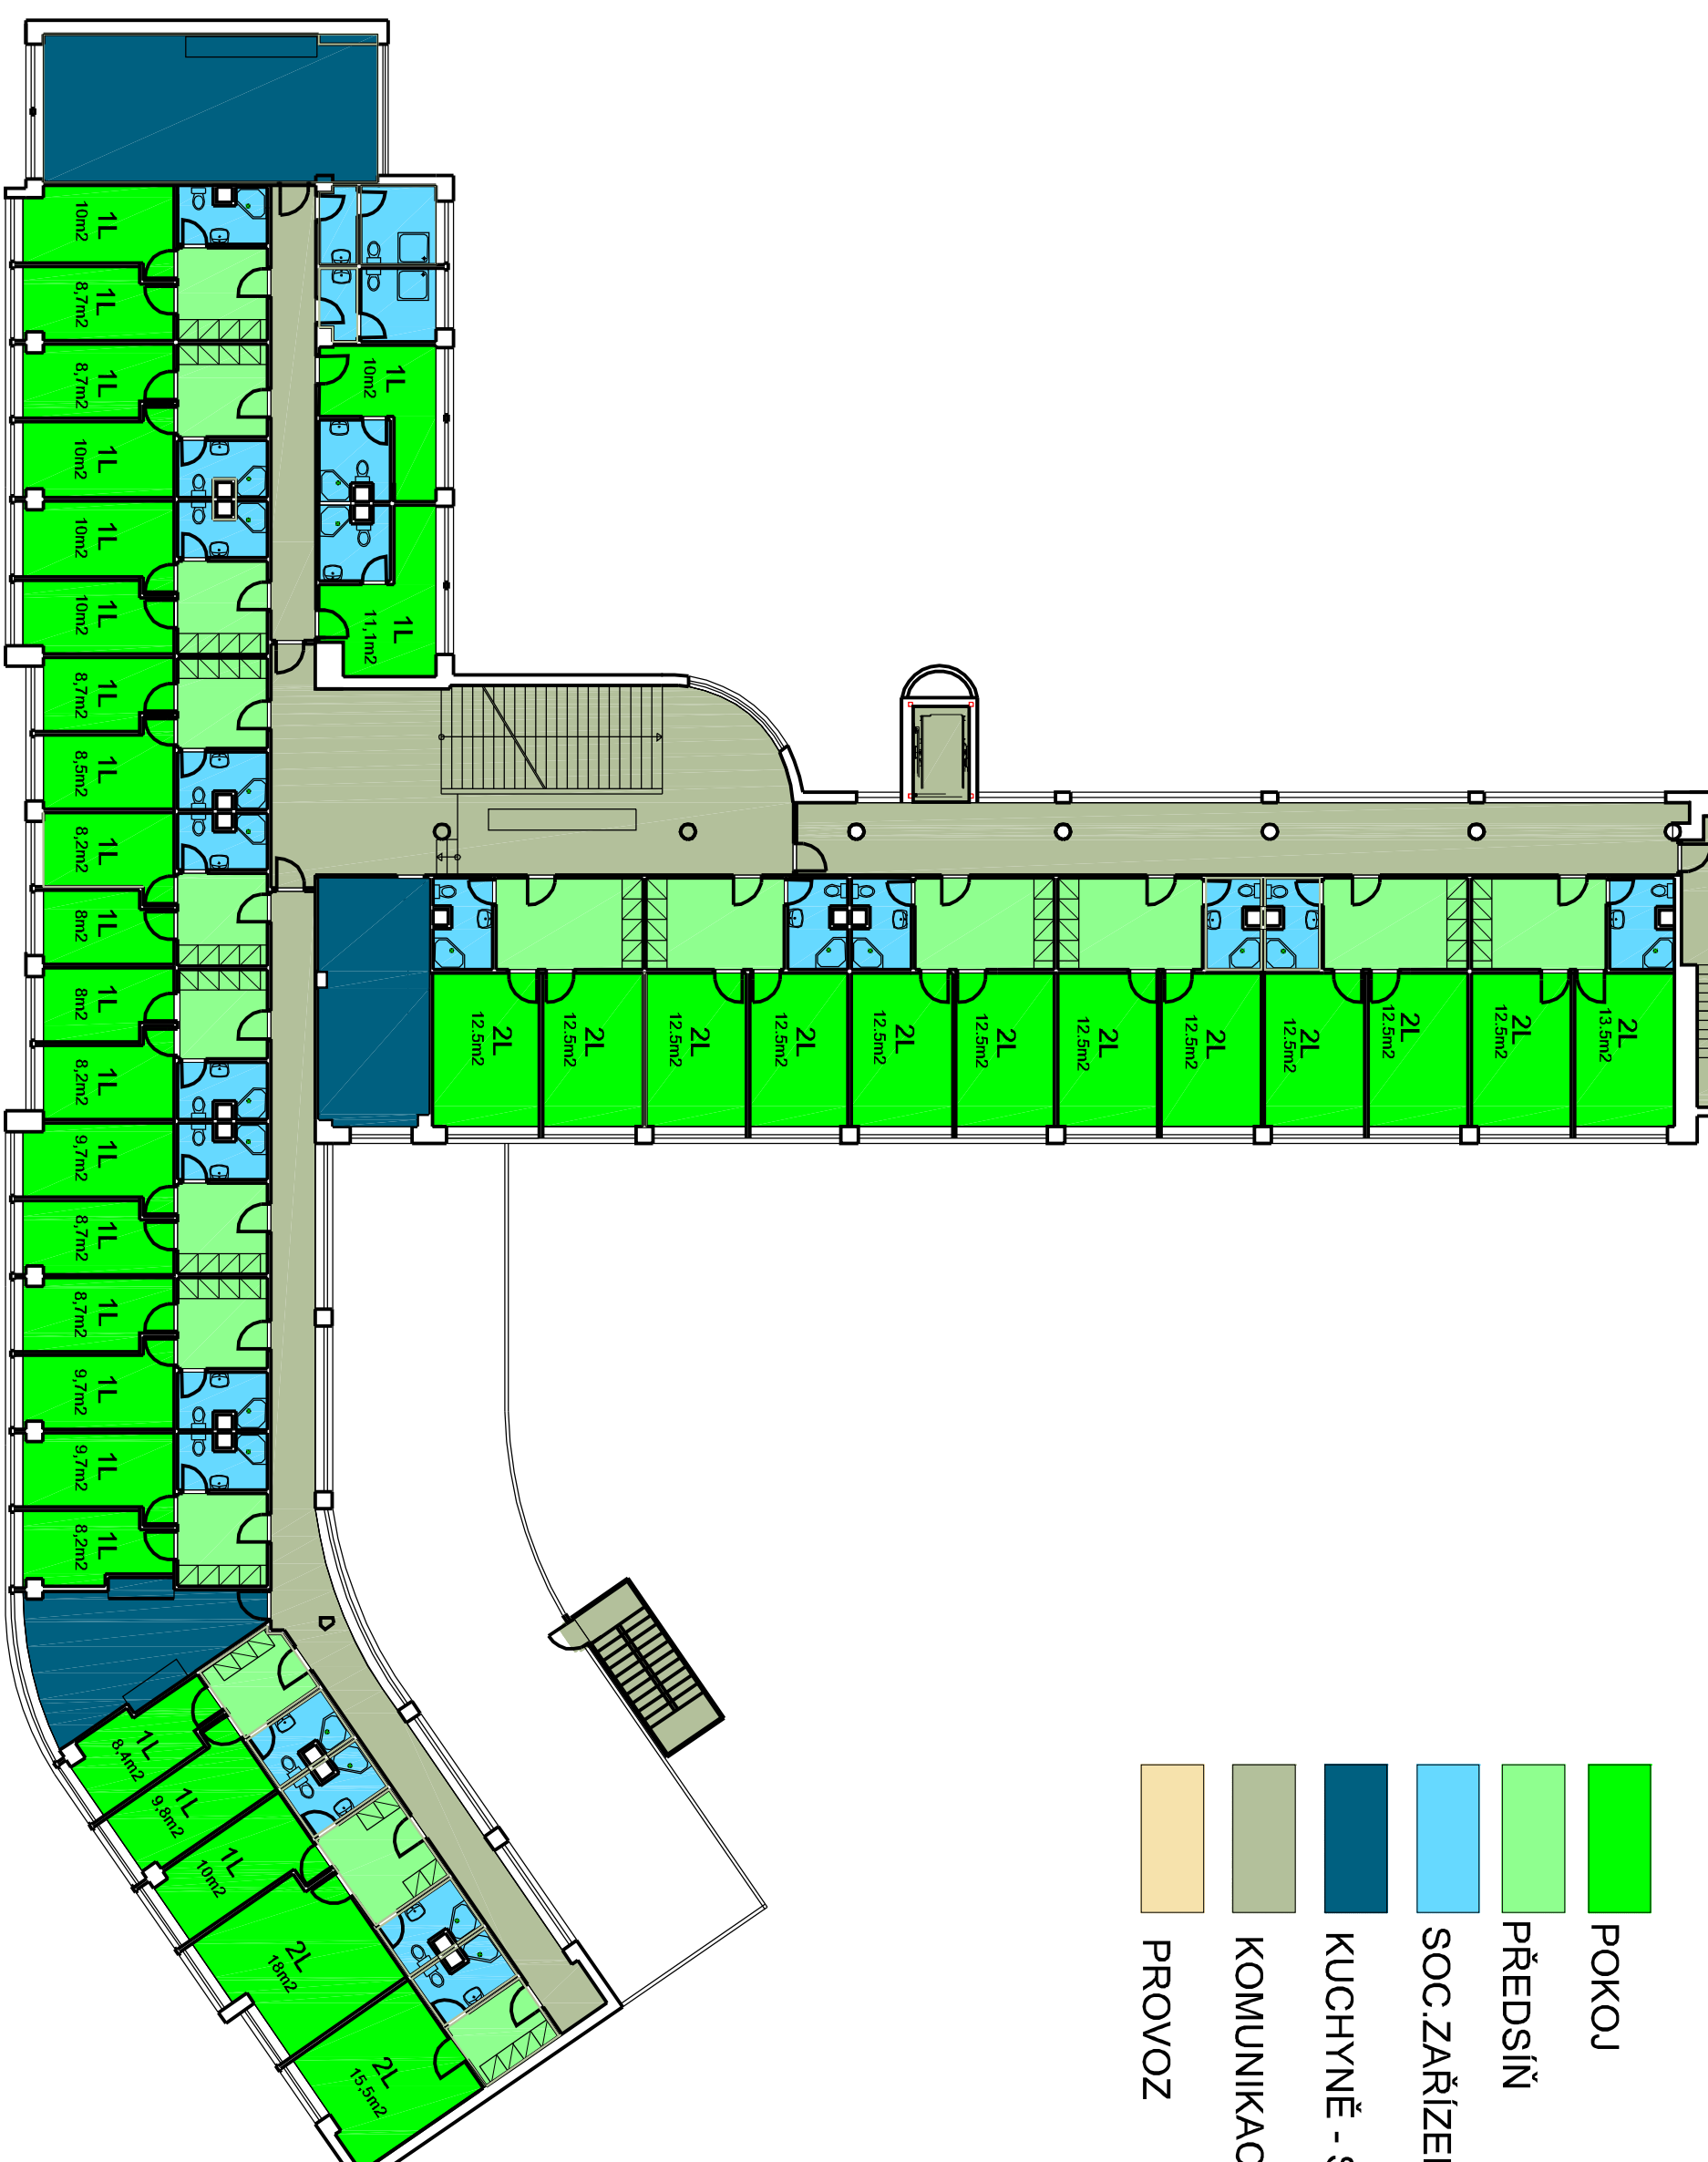 1L
10m2
1L
8,7m2
1L
8,7m2
1L
10m2
1L
10m2
1L
10m2
1L
8,7m2
1L
8,5m2
1L
8,2m2
1L
8m2
1L
8m2
1L
8,2m2
1L
9,7m2
1L
8,7m2
1L
8,7m2
1L
9,7m2
1L
9,7m2
1L
8,2m2
1L
8,4m2
1L
9,8m2
1L
10m2
2L
18m2
2L
15,5m2
1L
10m2
1L
11,1m2
2L
12.5m2
2L
12.5m2
2L
12.5m2
2L
12.5m2
2L
12.5m2
2L
12.5m2
2L
12.5m2
2L
12.5m2
2L
12.5m2
2L
12.5m2
2L
12.5m2
2L
13.5m2
POKOJ
PŘEDSÍŇ
SOC.ZAŘÍZE
KUCHYNĚ -
KOMUNIKAC
PROVOZ